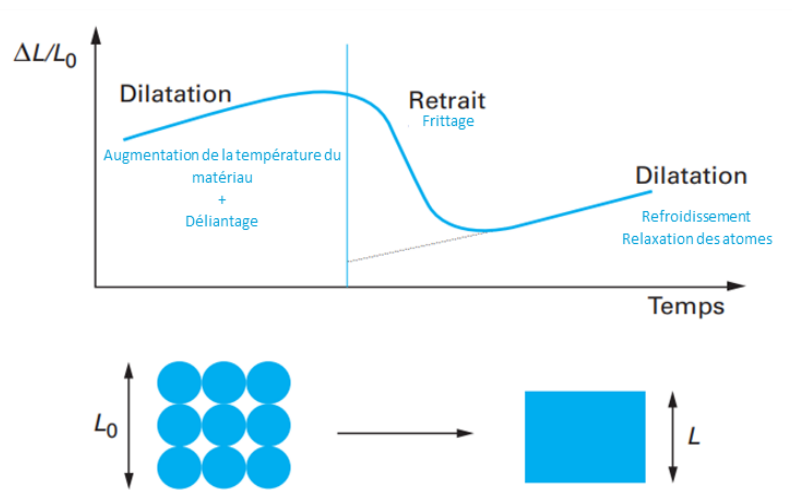 ΔL/L₀
Dilatation
Retrait
Frittage
Augmentation de la température du
matériau
+
Déliantage
Dilatation
Refroidissement
Relaxation des atomes
Temps
L₀
L